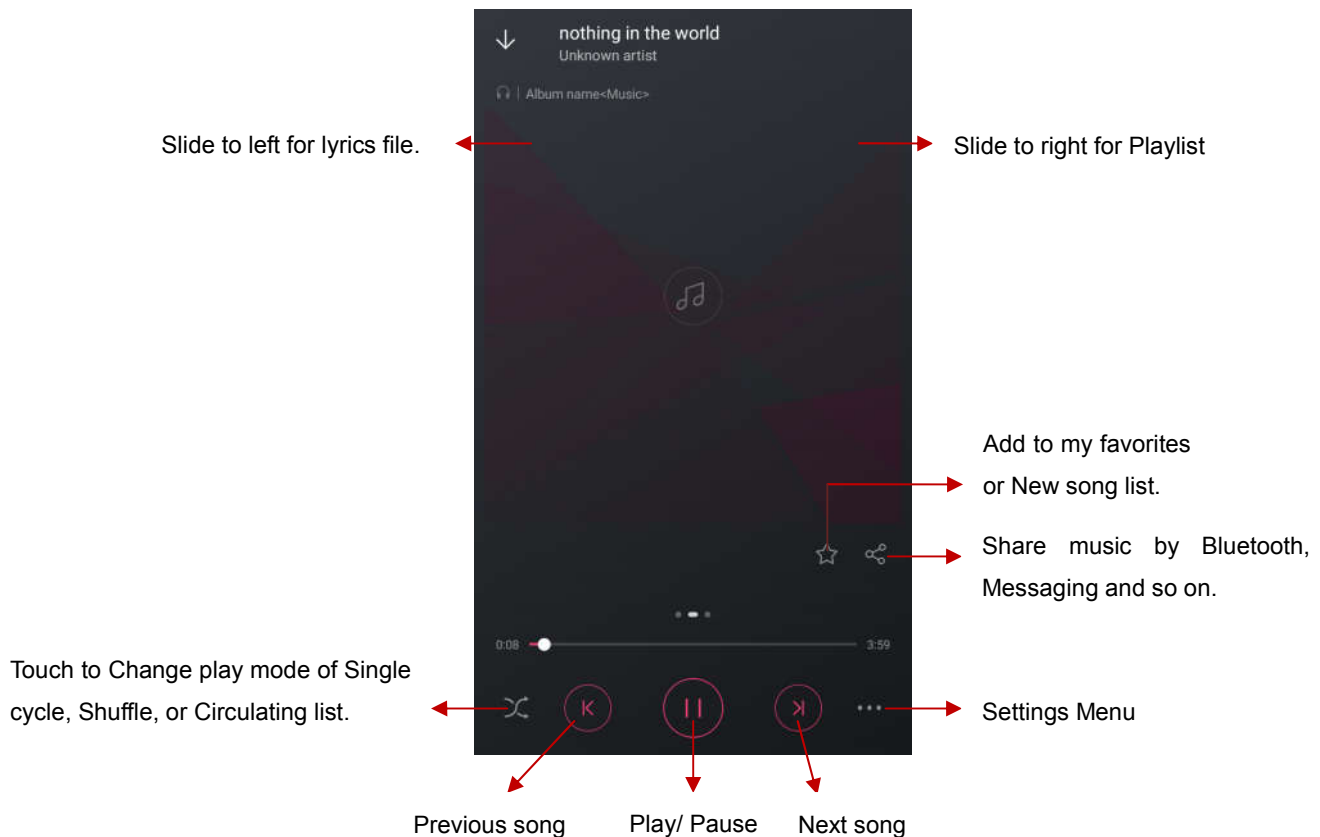 nothing in the world
Unknown artist
Album name<Music>
Slide to left for lyrics file.
Slide to right for Playlist
Add to my favorites
or New song list.
Share music by Bluetooth,
Messaging and so on.
0:08
3:59
Touch to Change play mode of Single
cycle, Shuffle, or Circulating list.
Settings Menu
Previous song
Play/ Pause
Next song